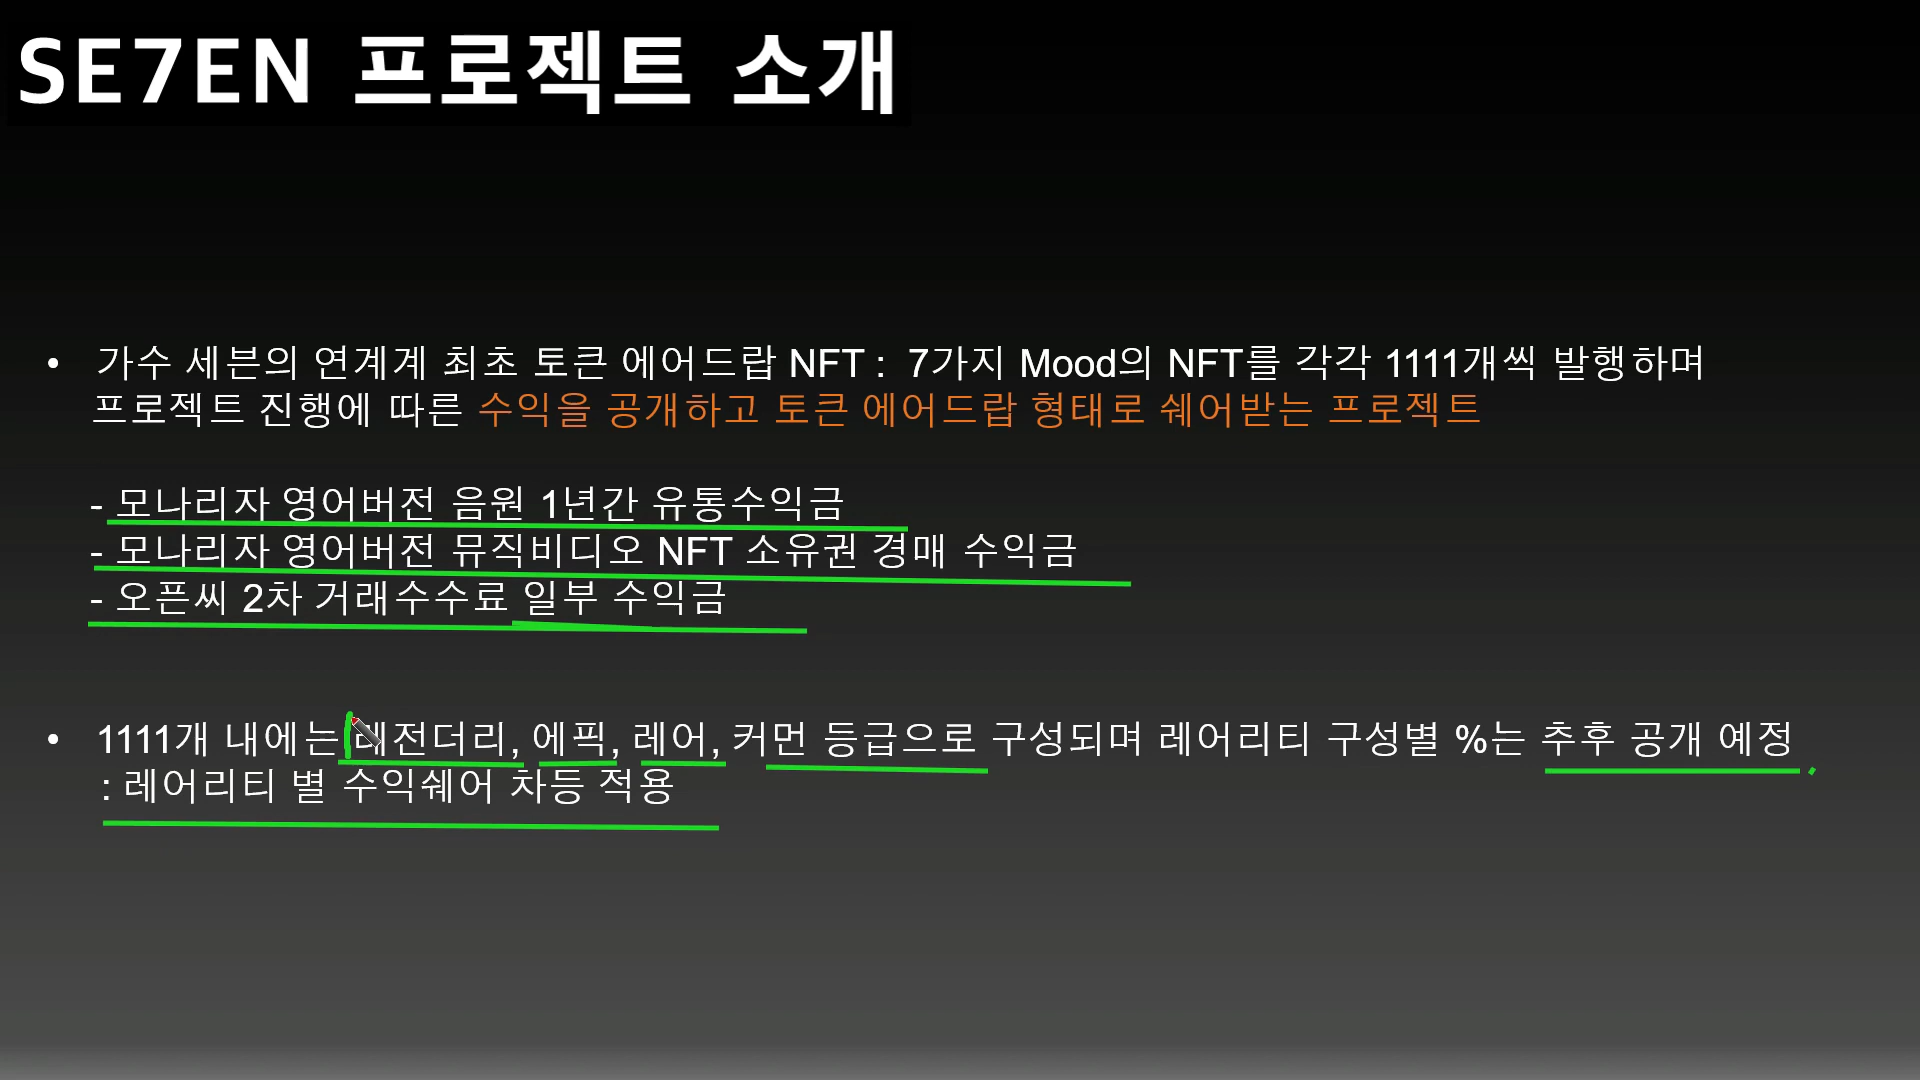 SE7EN 프로젝트 소개
• 가수 세븐의 연계계 최초 토큰 에어드랍 NFT : 7가지 Mood의 NFT를 각각 1111개씩 발행하며
프로젝트 진행에 따른 수익을 공개하고 토큰 에어드랍 형태로 쉐어받는 프로젝트
- 모나리자 영어버전 음원 1년간 유통수익금
- 모나리자 영어버전 뮤직비디오 NFT 소유권 경매 수익금
- 오픈씨 2차 거래수수료 일부 수익금
• 1111개 내에는 레전더리, 에픽, 레어, 커먼 등급으로 구성되며 레어리티 구성별 %는 추후 공개 예정
: 레어리티 별 수익쉐어 차등 적용